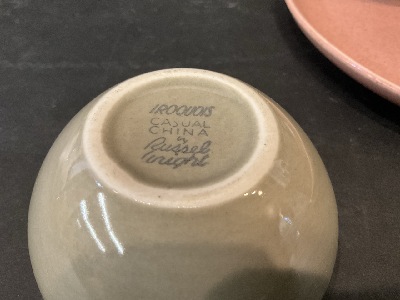 IROQUOIS
CASUAL
CHINA
by
Russel
Wright